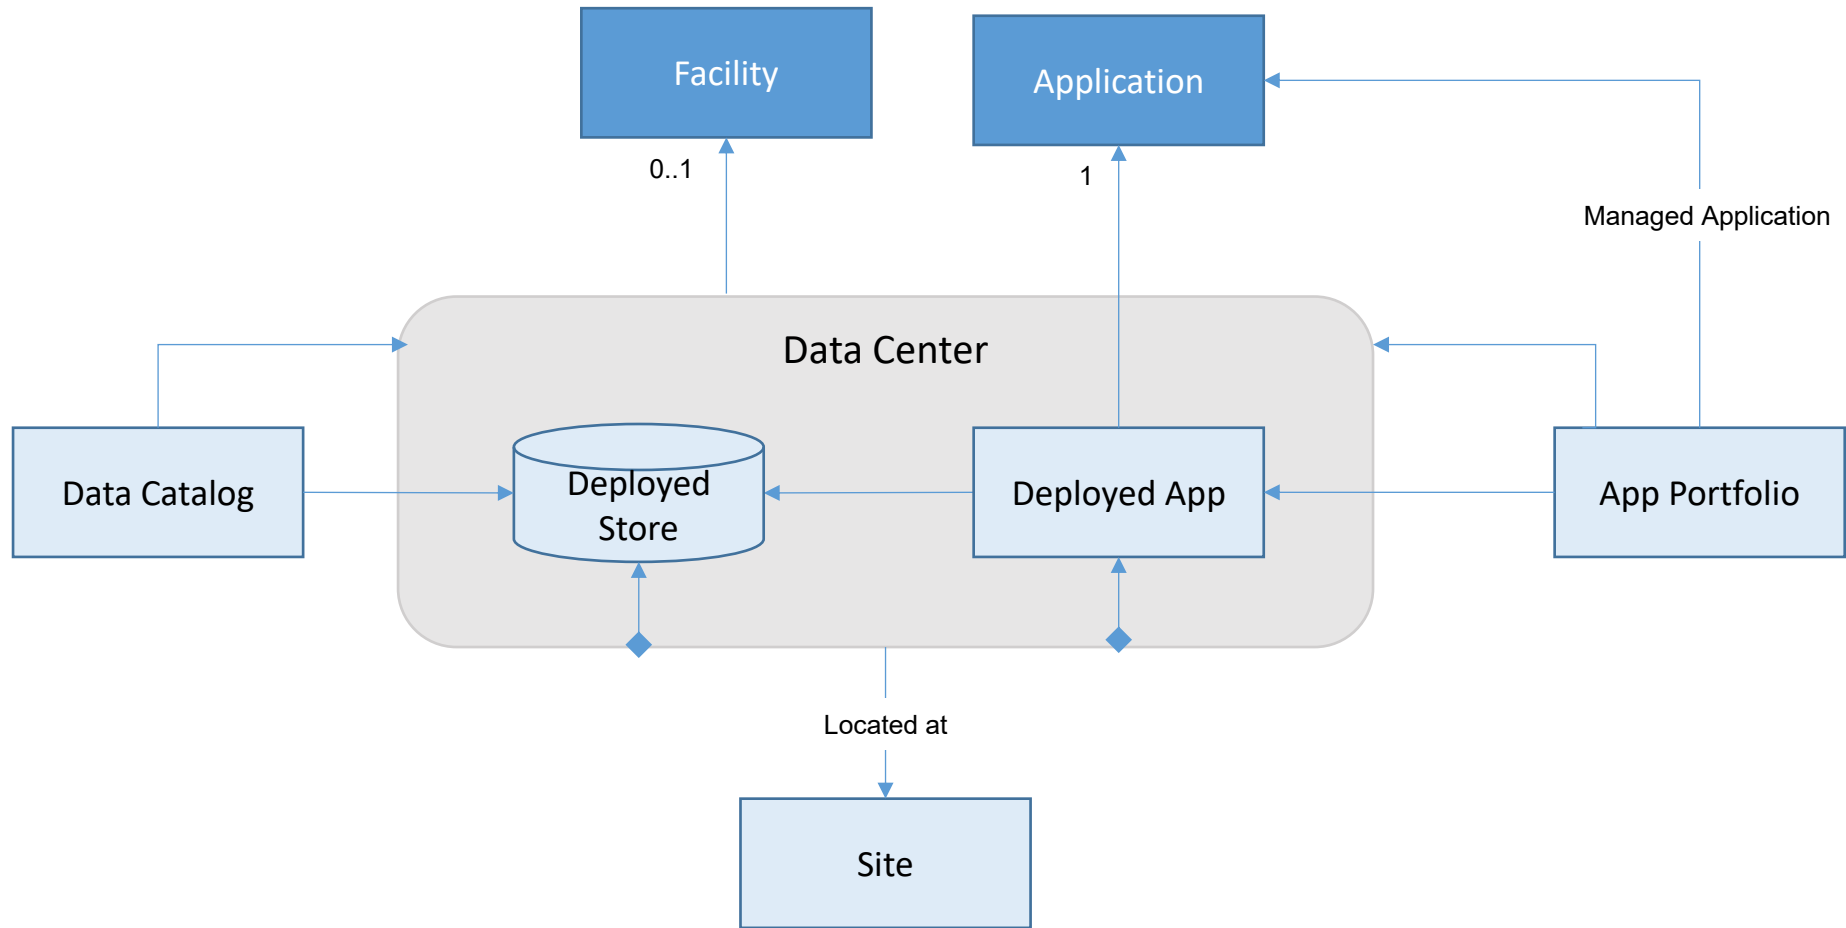 Facility
Application
0..1
1
Managed Application
Data Center
Data Catalog
Deployed
Store
Deployed App
App Portfolio
Located at
Site